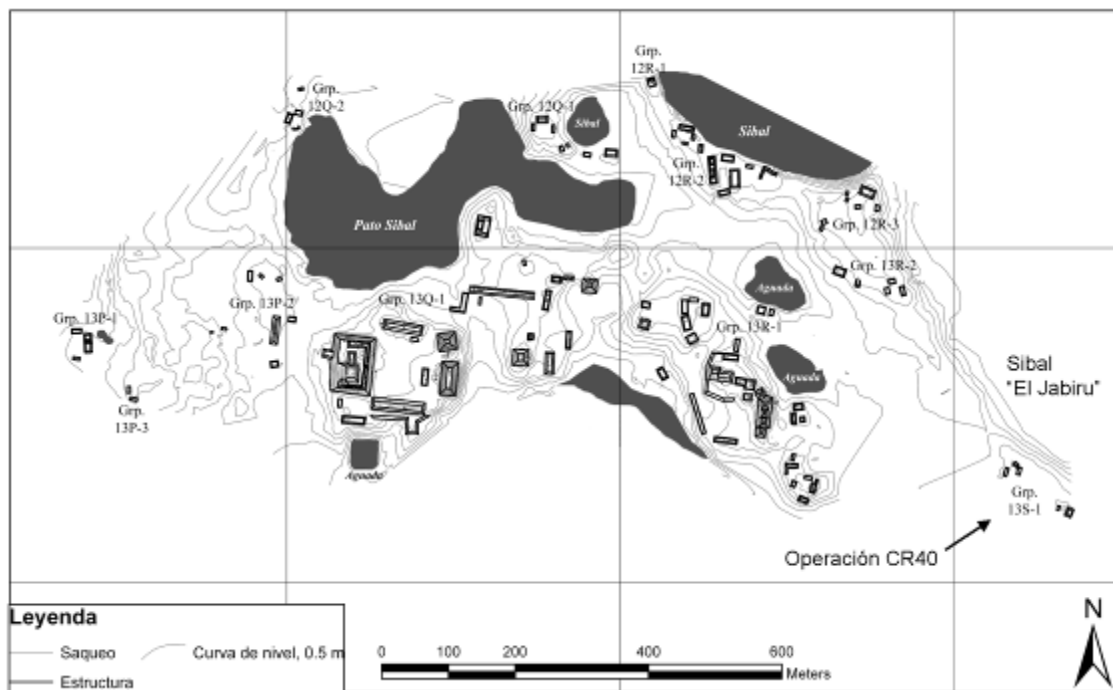 Grp.
12R-1
Grp.
12Q-2
Grp. 12Q-1
Sibal
Sibal
Grp.
12R-2
Pato Sibal
Grp. 12R-3
Grp. 13R-2
Aguada
Grp. 13P-2
Grp. 13Q-1
Grp. 13P-1
Grp. 13R-1
Aguada
Sibal
"El Jabiru"
Grp.
13P-3
Aguada
Grp.
13S-1
Operación CR40
Leyenda
Saqueo
Curva de nivel, 0.5 m
Estructura
0 100 200 400 600
Meters
N